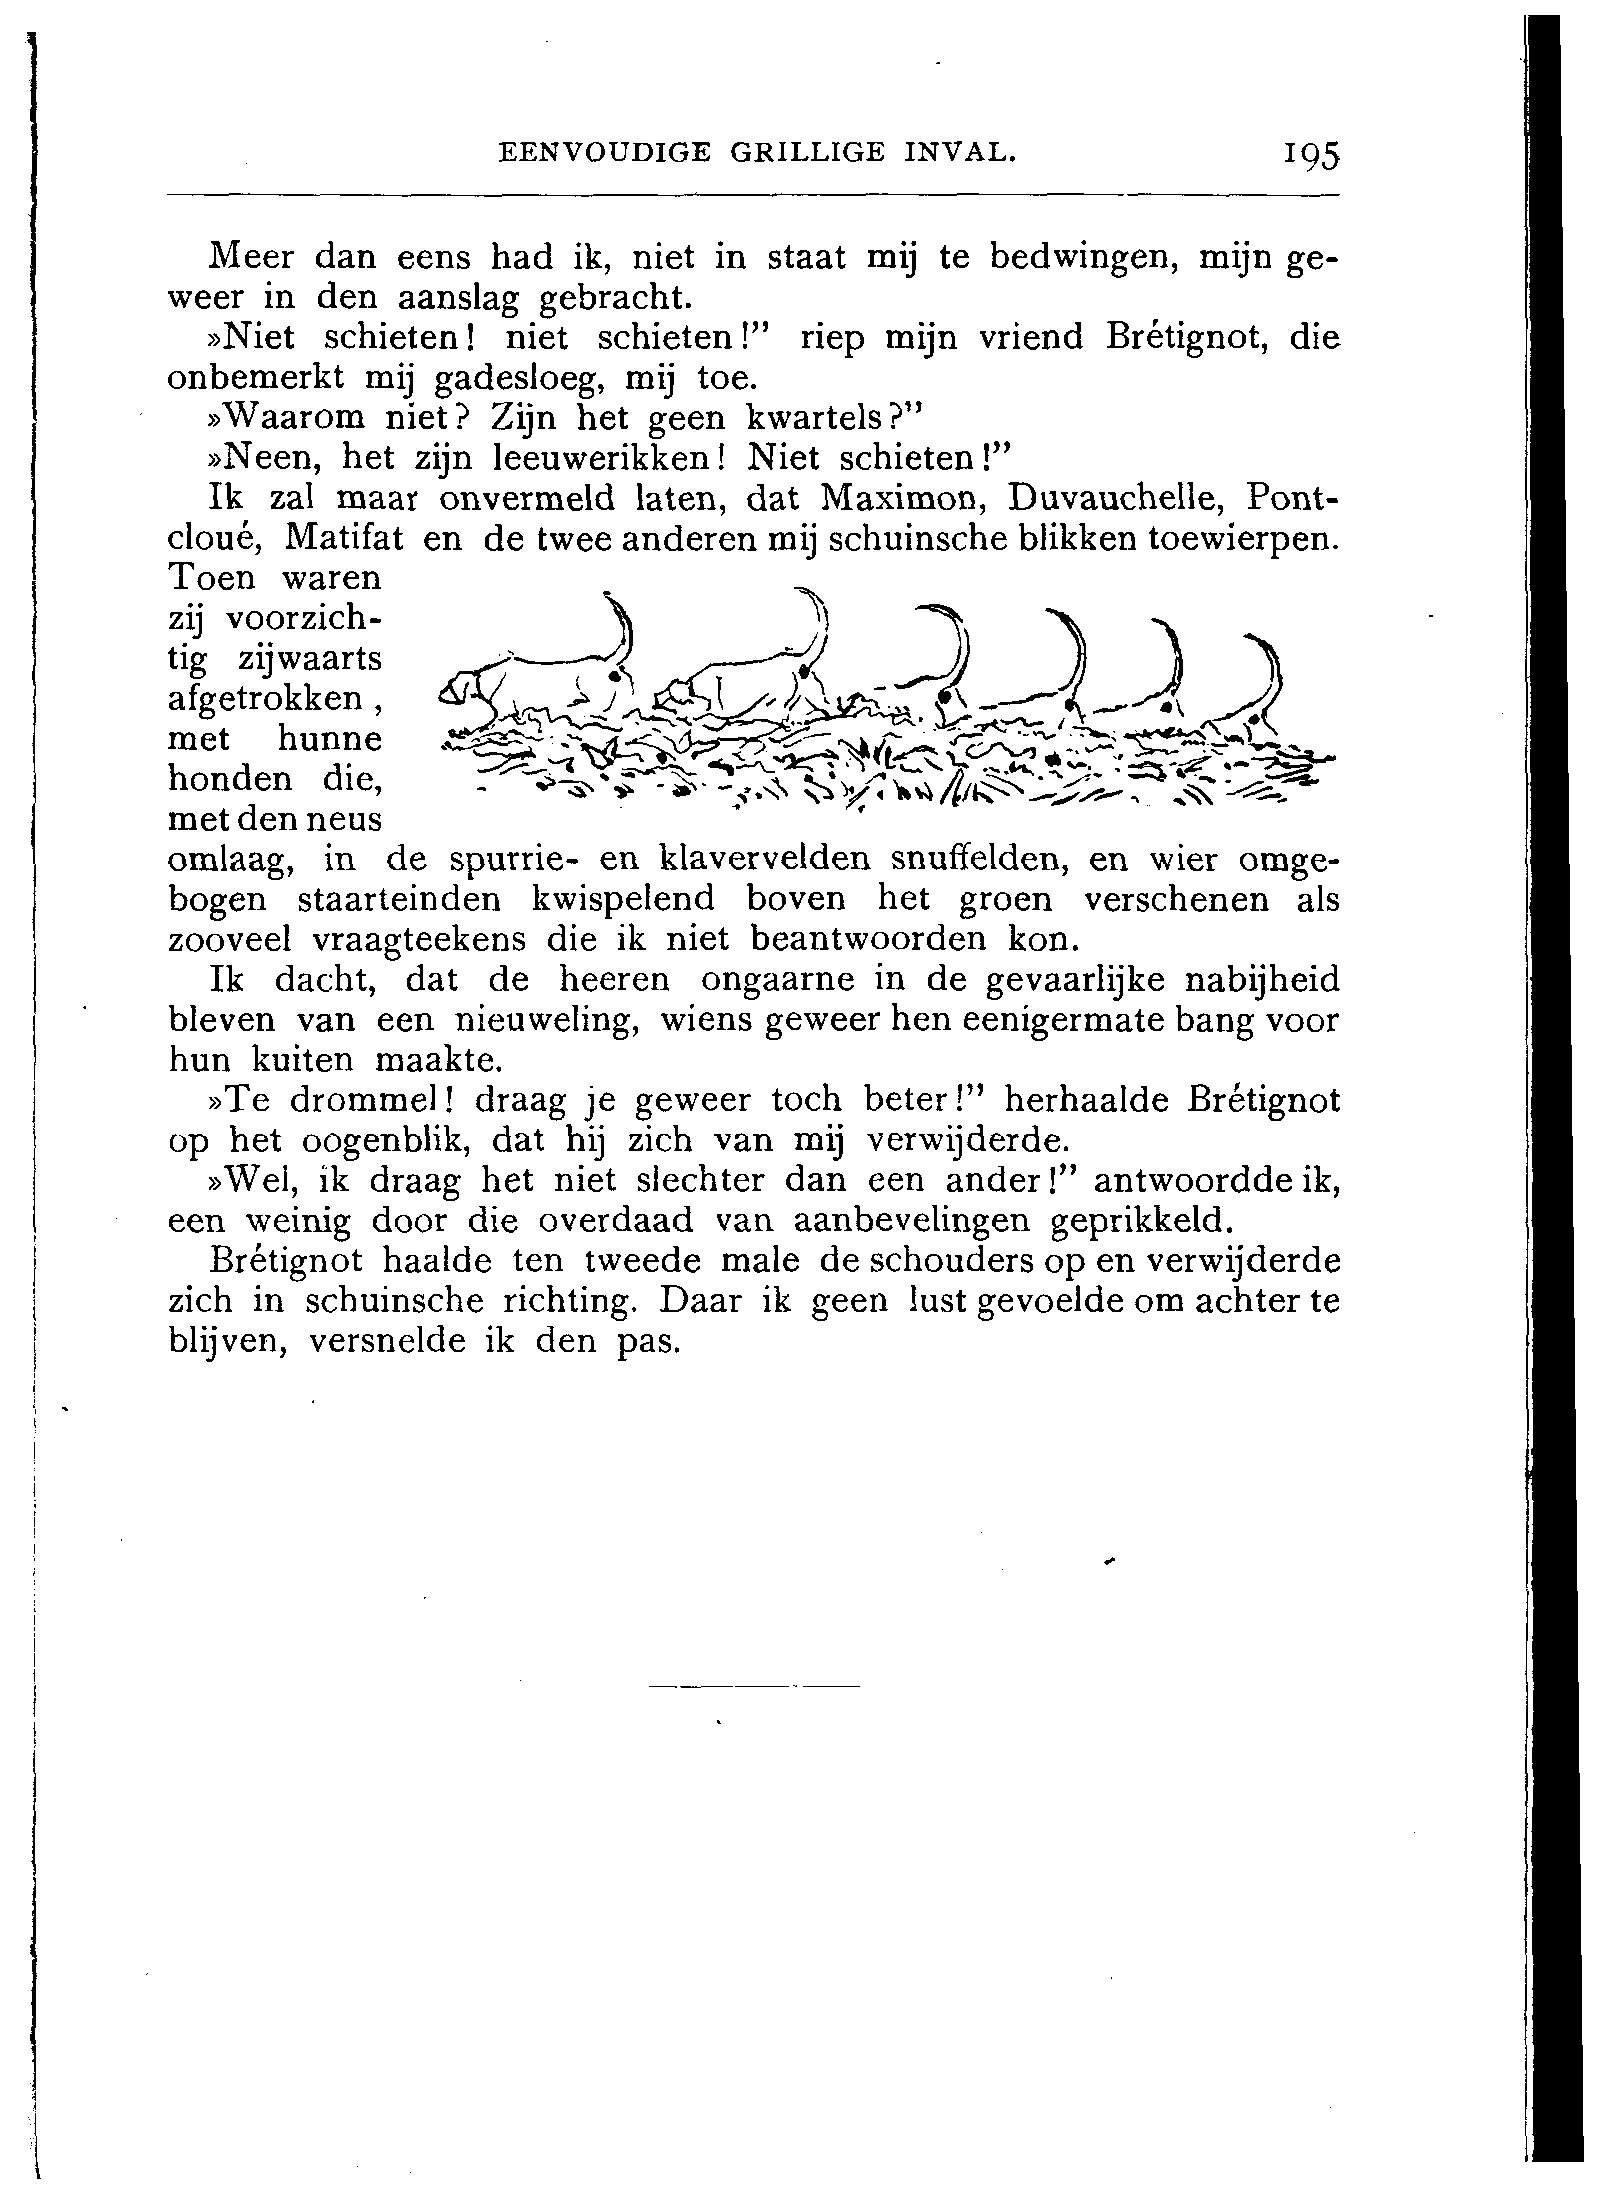 EENVOUDIGE GRILLIGE INVAL. 195
Meer dan eens had ik, niet in staat mij te bedwingen, mijn ge-
weer in den aanslag gebracht.
»Niet schieten! niet schieten!” riep mijn vriend Brétignot, die
onbemerkt mij gadesloeg, mij toe.
»Waarom niet? Zijn het geen kwartels?”
»Neen, het zijn leeuwerikken! Niet schieten!”
Ik zal maar onvermeld laten, dat Maximon, Duvauchelle, Pont-
cloué, Matifat en de twee anderen mij schuinsche blikken toewierpen.
Toen waren
zij voorzich-
tig zijwaarts
afgetrokken,
met hunne
honden die,
met den neus
omlaag, in de spurrie- en klavervelden snuffelden, en wier omge-
bogen staarteinden kwispelend boven het groen verschenen als
zooveel vraagteekens die ik niet beantwoorden kon.
Ik dacht, dat de heeren ongaarne in de gevaarlijke nabijheid
bleven van een nieuweling, wiens geweer hen eenigermate bang voor
hun kuiten maakte.
»Te drommel! draag je geweer toch beter!” herhaalde Brétignot
op het oogenblik, dat hij zich van mij verwijderde.
»Wel, ik draag het niet slechter dan een ander!” antwoordde ik,
een weinig door die overdaad van aanbevelingen geprikkeld.
Brétignot haalde ten tweede male de schouders op en verwijderde
zich in schuinsche richting. Daar ik geen lust gevoelde om achter te
blijven, versnelde ik den pas.